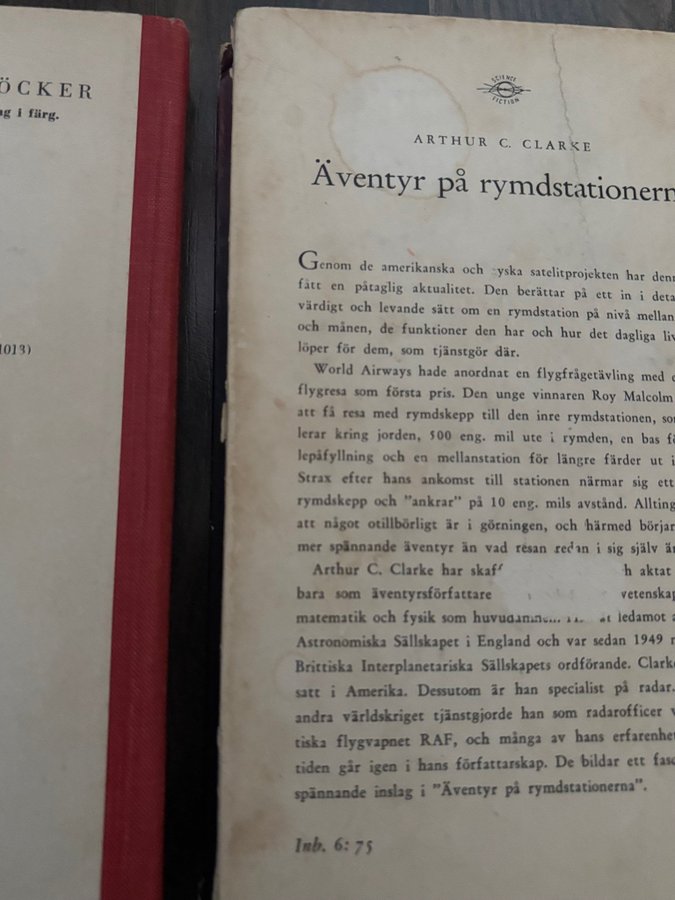 ÖCKER
ag i färg.
1013)
SCIENCE
FICTION
ARTHUR C. CLARKE
Äventyr på rymdstationern
Genom de amerikanska och yska satelitprojekten har denn
fått en påtaglig aktualitet. Den berättar på ett in i deta
värdigt och levande sätt om en rymdstation på nivå mellan
och månen, de funktioner den har och hur det dagliga liv
löper för dem, som tjänstgör där.
World Airways hade anordnat en flygfrågetävling med e
flygresa som första pris. Den unge vinnaren Roy Malcolm
att få resa med rymdskepp till den inre rymdstationen, so
lerar kring jorden, 500 eng. mil ute i rymden, en bas fö
lepåfyllning och en mellanstation för längre färder ut i
Strax efter hans ankomst till stationen närmar sig ett
rymdskepp och "ankrar" på 10 eng. mils avstånd. Allting
att något otillbörligt är i görningen, och härmed börjar
mer spännande äventyr än vad resan redan i sig själv är
Arthur C. Clarke har skaf h aktat
bara som äventyrsförfattare vetenskap
matematik och fysik som ledamot a
Astronomiska Sällskapet i England och var sedan 1949
Brittiska Interplanetariska Sällskapets ordförande. Clarke
satt i Amerika. Dessutom är han specialist på radar.
andra världskriget tjänstgjorde han som radarofficer v
tiska flygvapnet RAF, och många av hans erfarenhet
tiden går igen i hans författarskap. De bildar ett fasc
spännande inslag i "Äventyr på rymdstationerna".
Inb. 6: 75